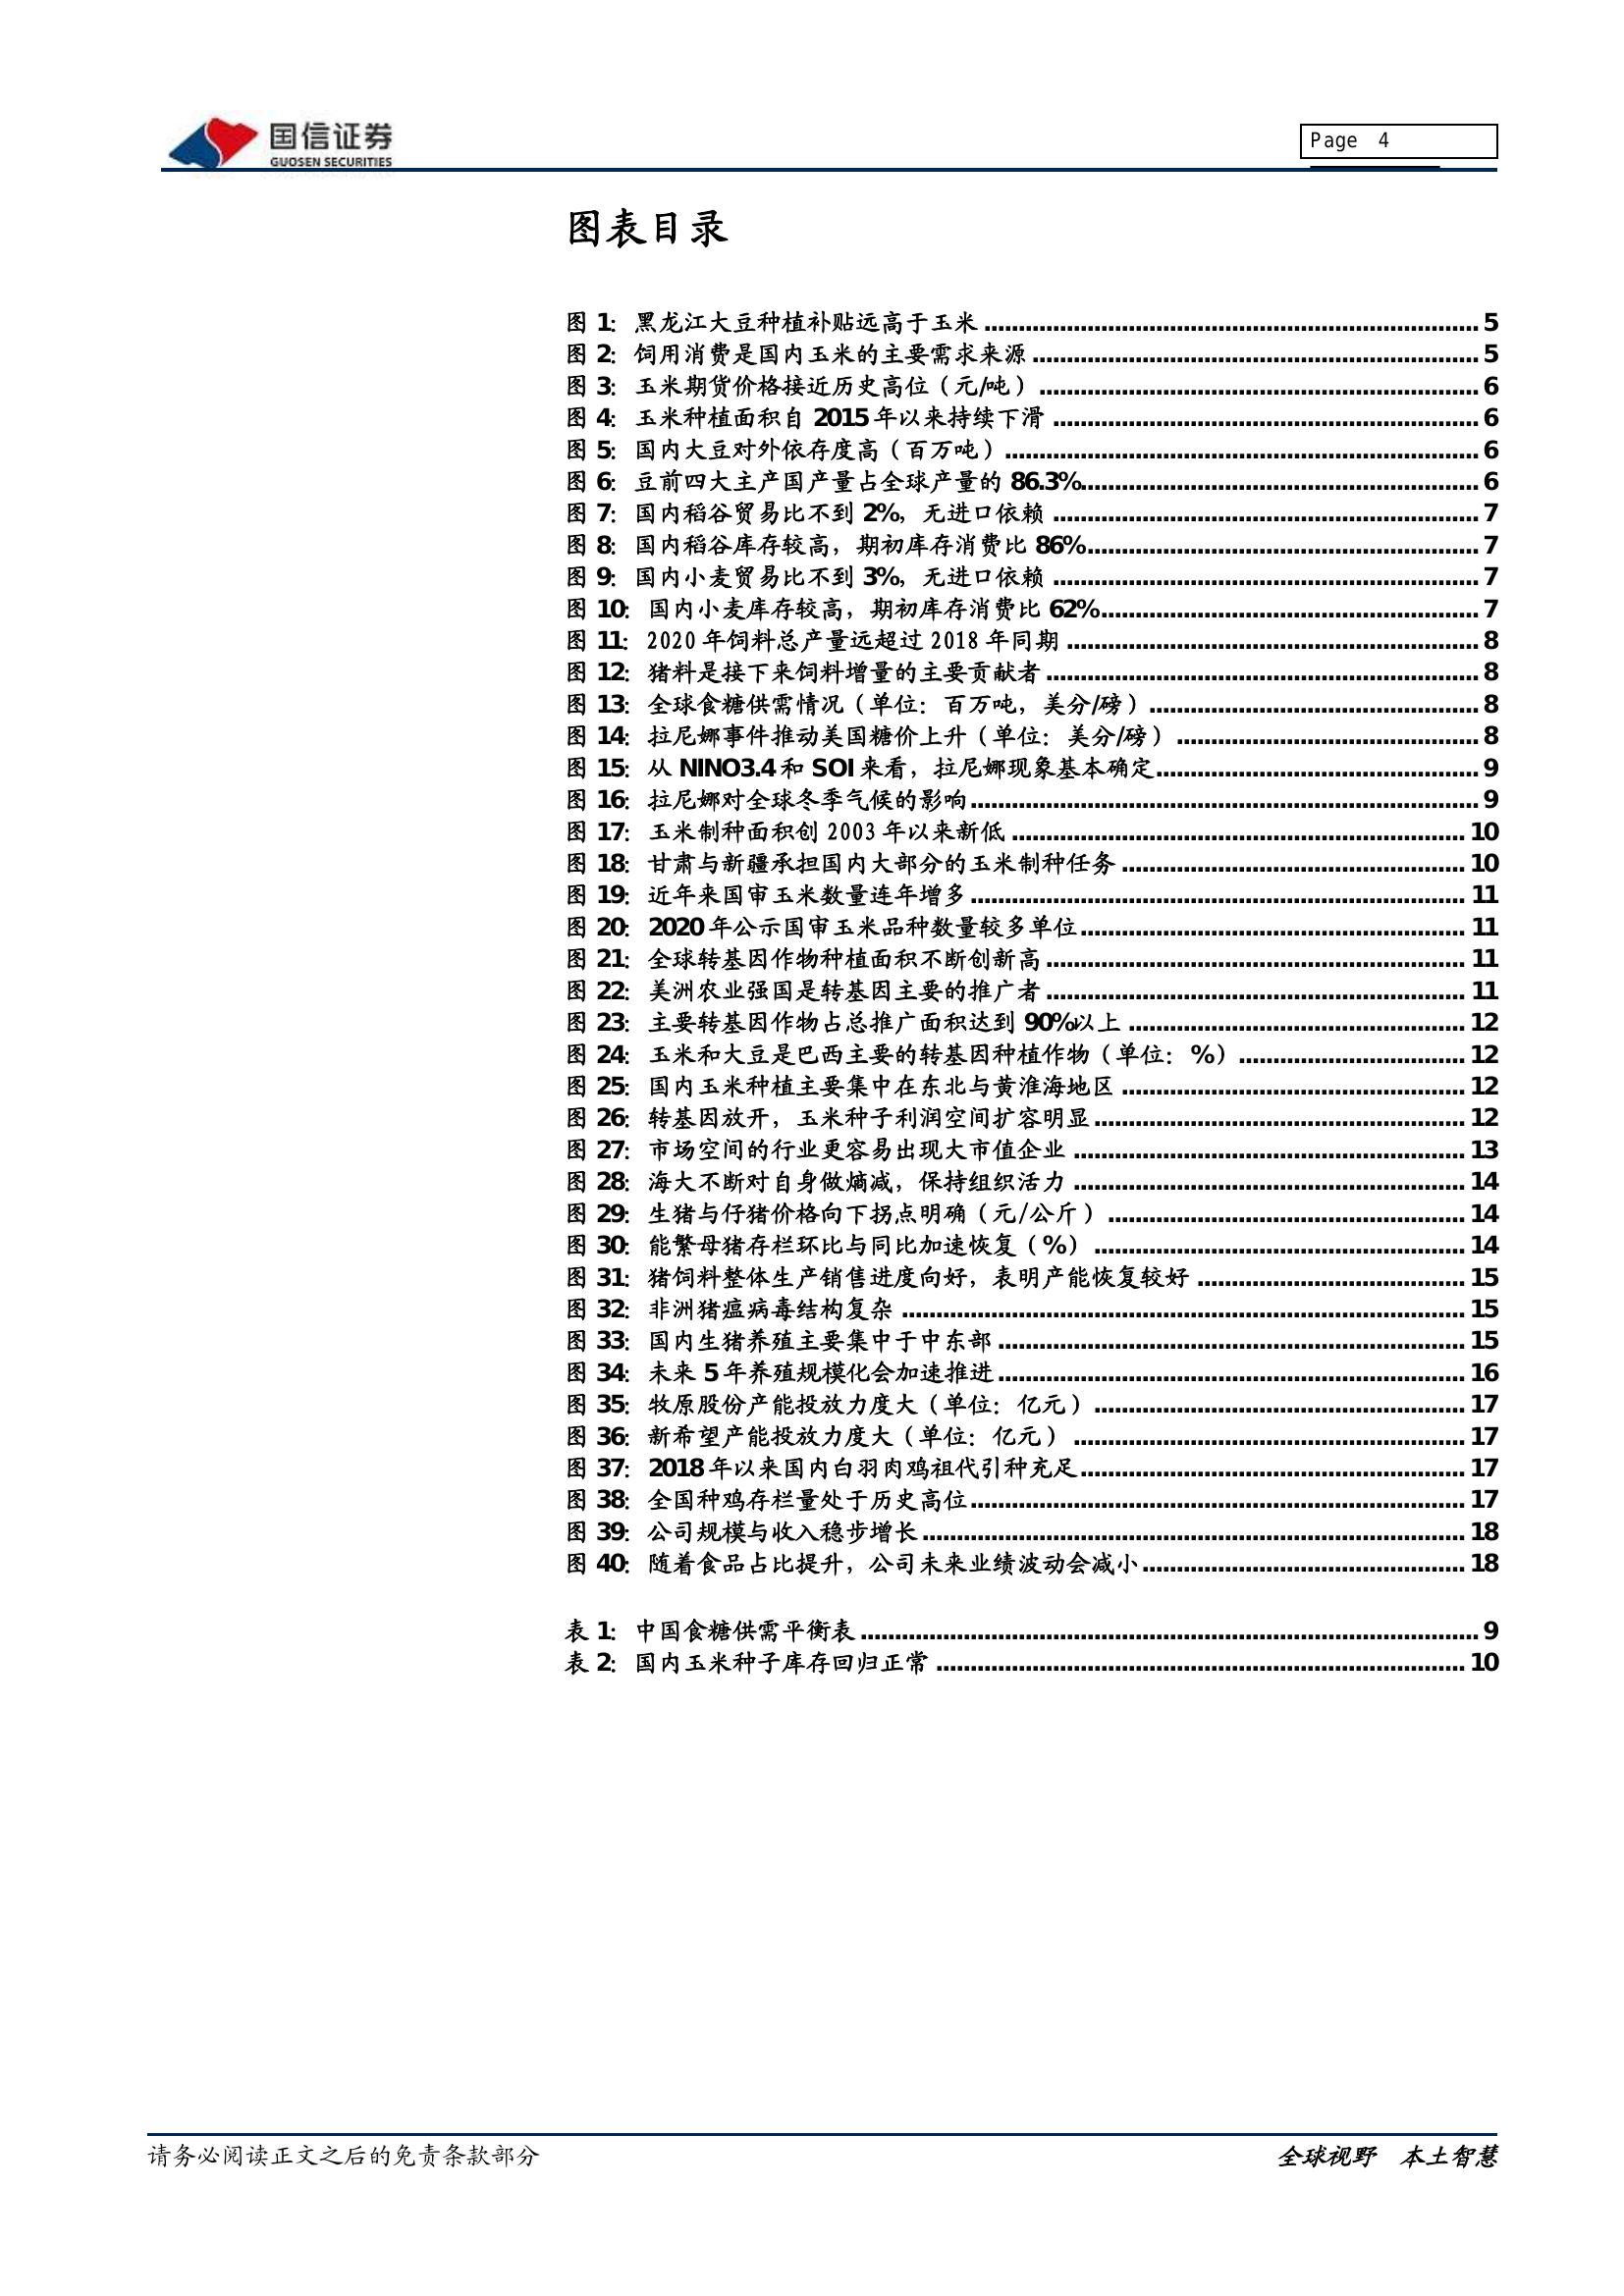 国信证券
GUOSEN SECURITIES
Page 4
图表目录
图 1: 黑龙江大豆种植补贴远高于玉米 ........................................ 5
图 2: 饲用消费是国内玉米的主要需求来源 ........................................ 5
图 3: 玉米期货价格接近历史高位（元/吨） ........................................ 6
图 4: 玉米种植面积自 2015 年以来持续下滑 ........................................ 6
图 5: 国内大豆对外依存度高（百万吨） ........................................ 6
图 6: 豆前四大主产国产量占全球产量的 86.3% ........................................ 6
图 7: 国内稻谷贸易比不到 2%，无进口依赖 ........................................ 7
图 8: 国内稻谷库存较高，期初库存消费比 86% ........................................ 7
图 9: 国内小麦贸易比不到 3%，无进口依赖 ........................................ 7
图 10: 国内小麦库存较高，期初库存消费比 62% ........................................ 7
图 11: 2020 年饲料总产量远超过 2018 年同期 ........................................ 8
图 12: 猪料是接下来饲料增量的主要贡献者 ........................................ 8
图 13: 全球食糖供需情况（单位：百万吨，美分/磅） ........................................ 8
图 14: 拉尼娜事件推动美国糖价上升（单位：美分/磅） ........................................ 8
图 15: 从 NINO3.4 和 SOI 来看，拉尼娜现象基本确定 ........................................ 9
图 16: 拉尼娜对全球冬季气候的影响 ........................................ 9
图 17: 玉米制种面积创 2003 年以来新低 ........................................ 10
图 18: 甘肃与新疆承担国内大部分的玉米制种任务 ........................................ 10
图 19: 近年来国审玉米数量连年增多 ........................................ 11
图 20: 2020 年公示国审玉米品种数量较多单位 ........................................ 11
图 21: 全球转基因作物种植面积不断创新高 ........................................ 11
图 22: 美洲农业强国是转基因主要的推广者 ........................................ 11
图 23: 主要转基因作物占总推广面积达到 90%以上 ........................................ 12
图 24: 玉米和大豆是巴西主要的转基因种植作物（单位：%） ........................................ 12
图 25: 国内玉米种植主要集中在东北与黄淮海地区 ........................................ 12
图 26: 转基因放开，玉米种子利润空间扩容明显 ........................................ 12
图 27: 市场空间的行业更容易出现大市值企业 ........................................ 13
图 28: 海大不断对自身做熵减，保持组织活力 ........................................ 14
图 29: 生猪与仔猪价格向下拐点明确（元/公斤） ........................................ 14
图 30: 能繁母猪存栏环比与同比加速恢复（%） ........................................ 14
图 31: 猪饲料整体生产销售进度向好，表明产能恢复较好 ........................................ 15
图 32: 非洲猪瘟病毒结构复杂 ........................................ 15
图 33: 国内生猪养殖主要集中于中东部 ........................................ 15
图 34: 未来 5 年养殖规模化会加速推进 ........................................ 16
图 35: 牧原股份产能投放力度大（单位：亿元） ........................................ 17
图 36: 新希望产能投放力度大（单位：亿元） ........................................ 17
图 37: 2018 年以来国内白羽肉鸡祖代引种充足 ........................................ 17
图 38: 全国种鸡存栏量处于历史高位 ........................................ 17
图 39: 公司规模与收入稳步增长 ........................................ 18
图 40: 随着食品占比提升，公司未来业绩波动会减小 ........................................ 18
表 1: 中国食糖供需平衡表 ........................................ 9
表 2: 国内玉米种子库存回归正常 ........................................ 10
请务必阅读正文之后的免责条款部分
全球视野 本土智慧